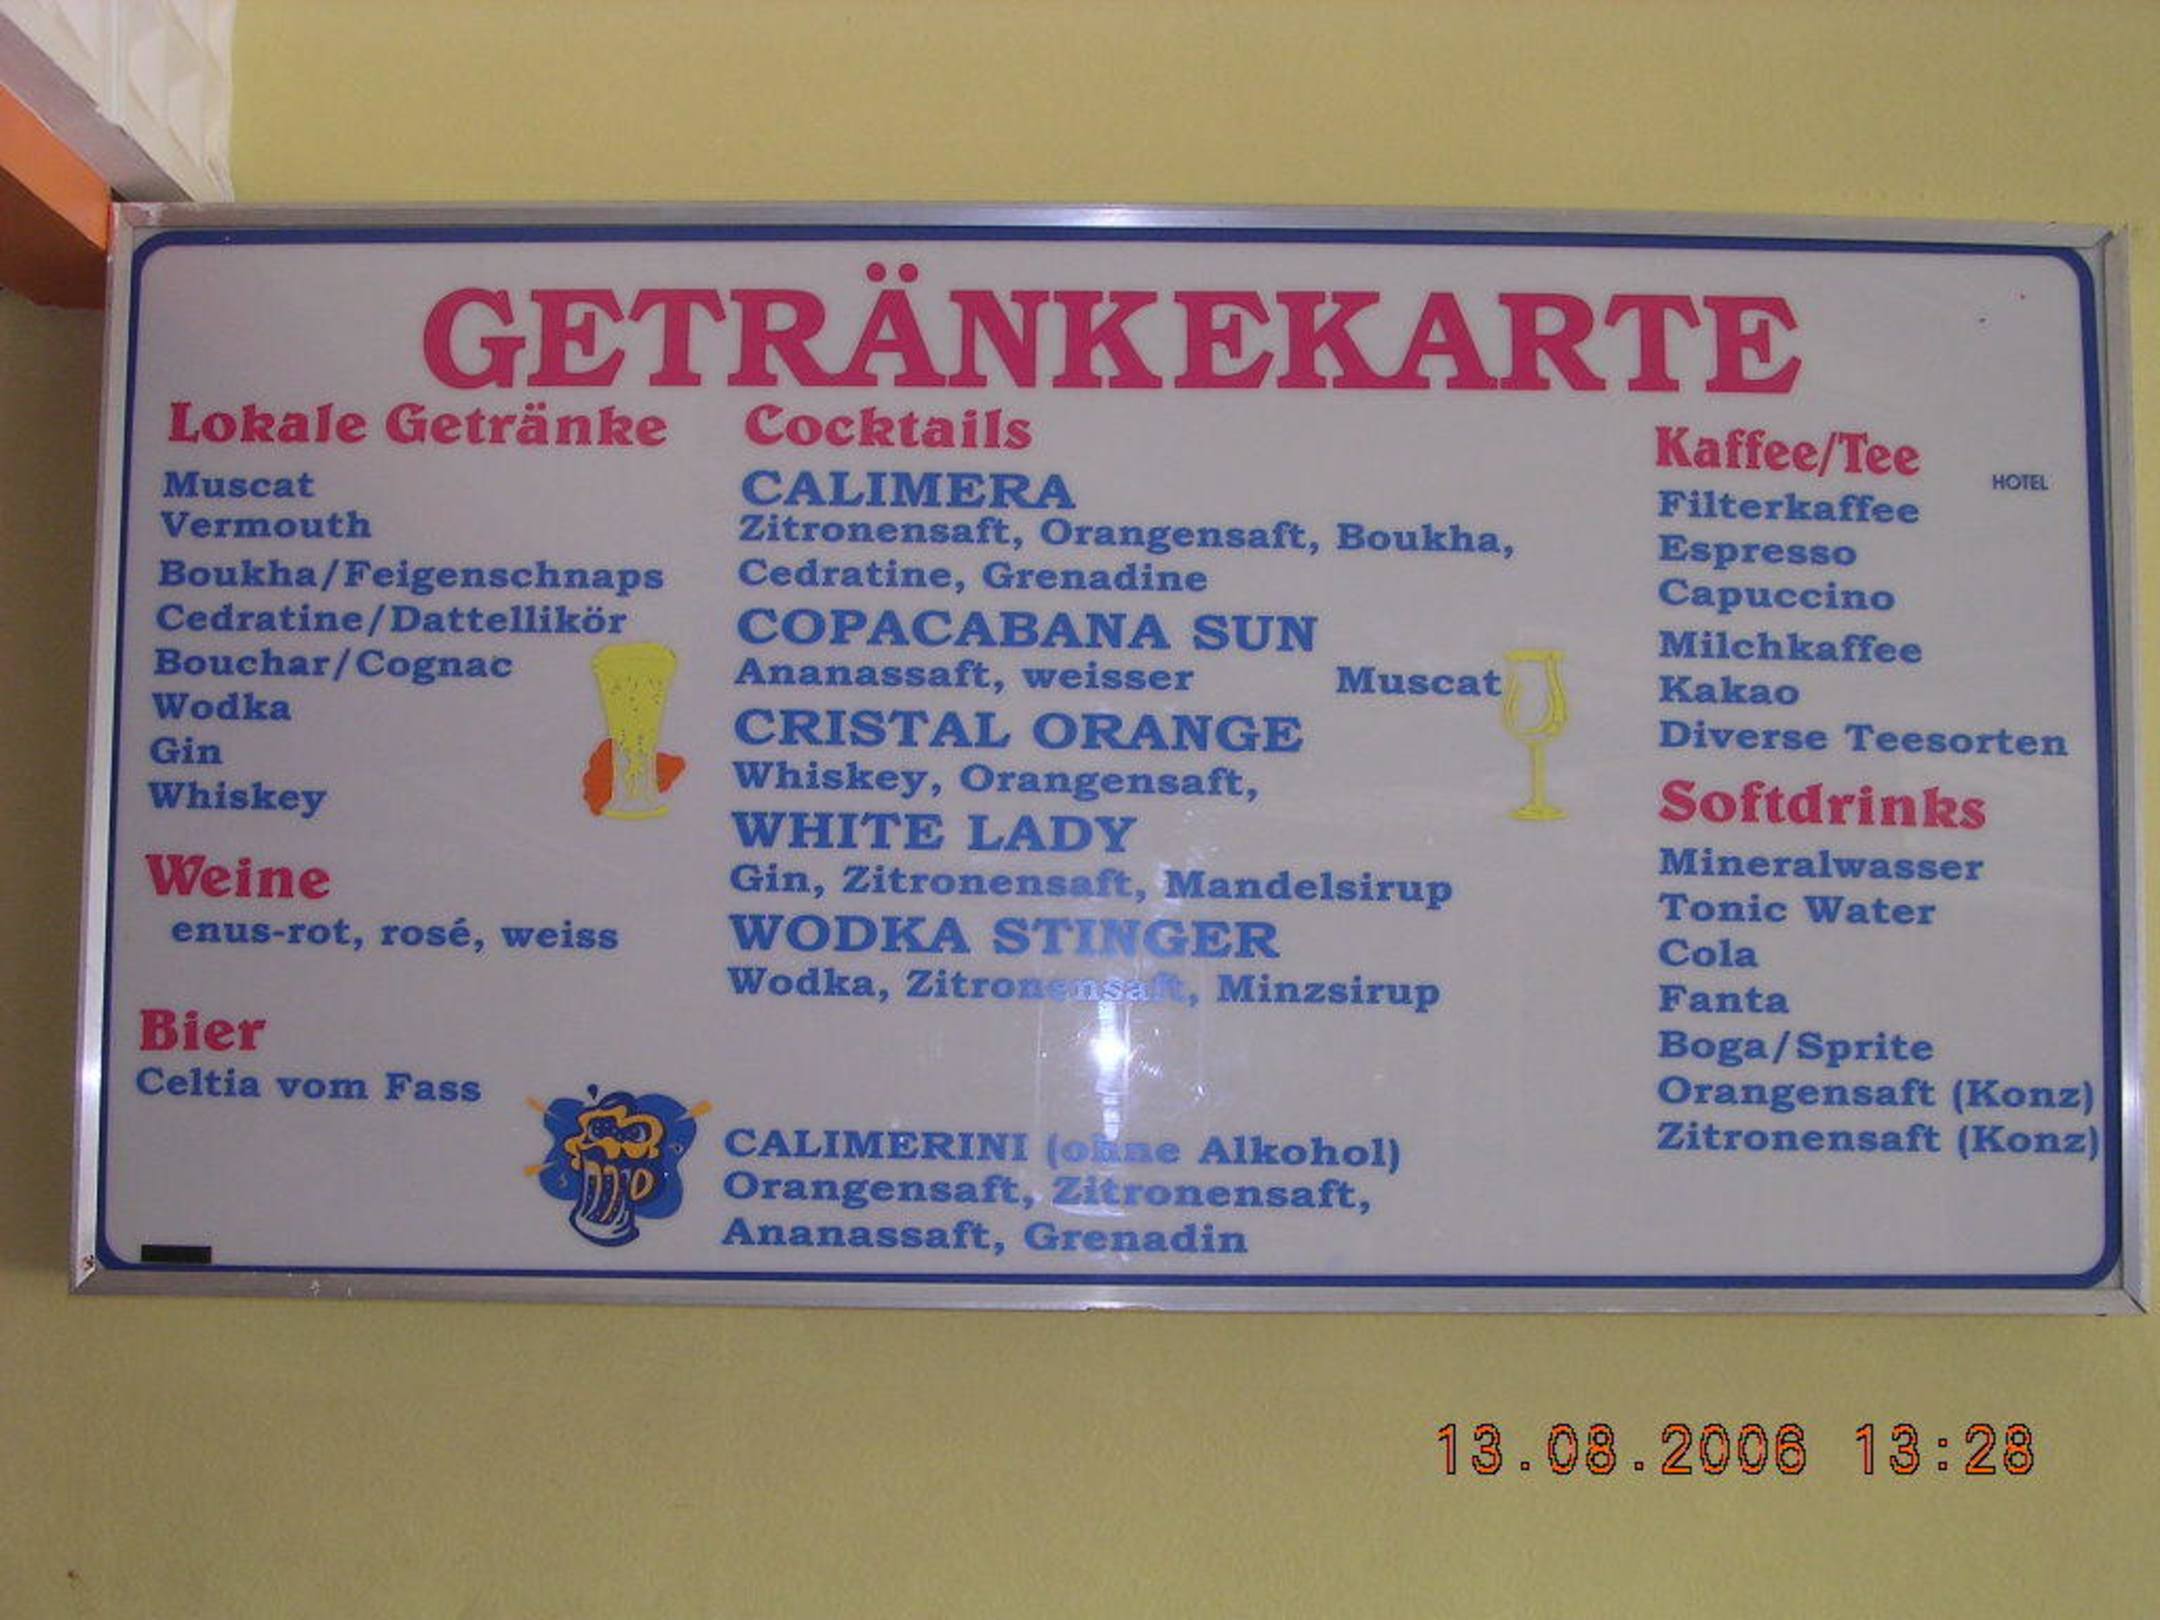 GETRÄNKEKARTE
Lokale Getränke
Muscat
Vermouth
Boukha/Feigenschnaps
Cedratine/Dattellikör
Bouchar/Cognac
Wodka
Gin
Whiskey
Weine
enus-rot, rosé, weiss
Bier
Celtia vom Fass
Cocktails
CALIMERA
Zitronensaft, Orangensaft, Boukha,
Cedratine, Grenadine
COPACABANA SUN
Ananassaft, weisser Muscat
CRISTAL ORANGE
Whiskey, Orangensaft,
WHITE LADY
Gin, Zitronensaft, Mandelsirup
WODKA STINGER
Wodka, Zitronensaft, Minzsirup
CALIMERINI (ohne Alkohol)
Orangensaft, Zitronensaft,
Ananassaft, Grenadin
Kaffee/Tee
HOTEL
Filterkaffee
Espresso
Capuccino
Milchkaffee
Kakao
Diverse Teesorten
Softdrinks
Mineralwasser
Tonic Water
Cola
Fanta
Boga/Sprite
Orangensaft (Konz)
Zitronensaft (Konz)
13.08.2006 13:28